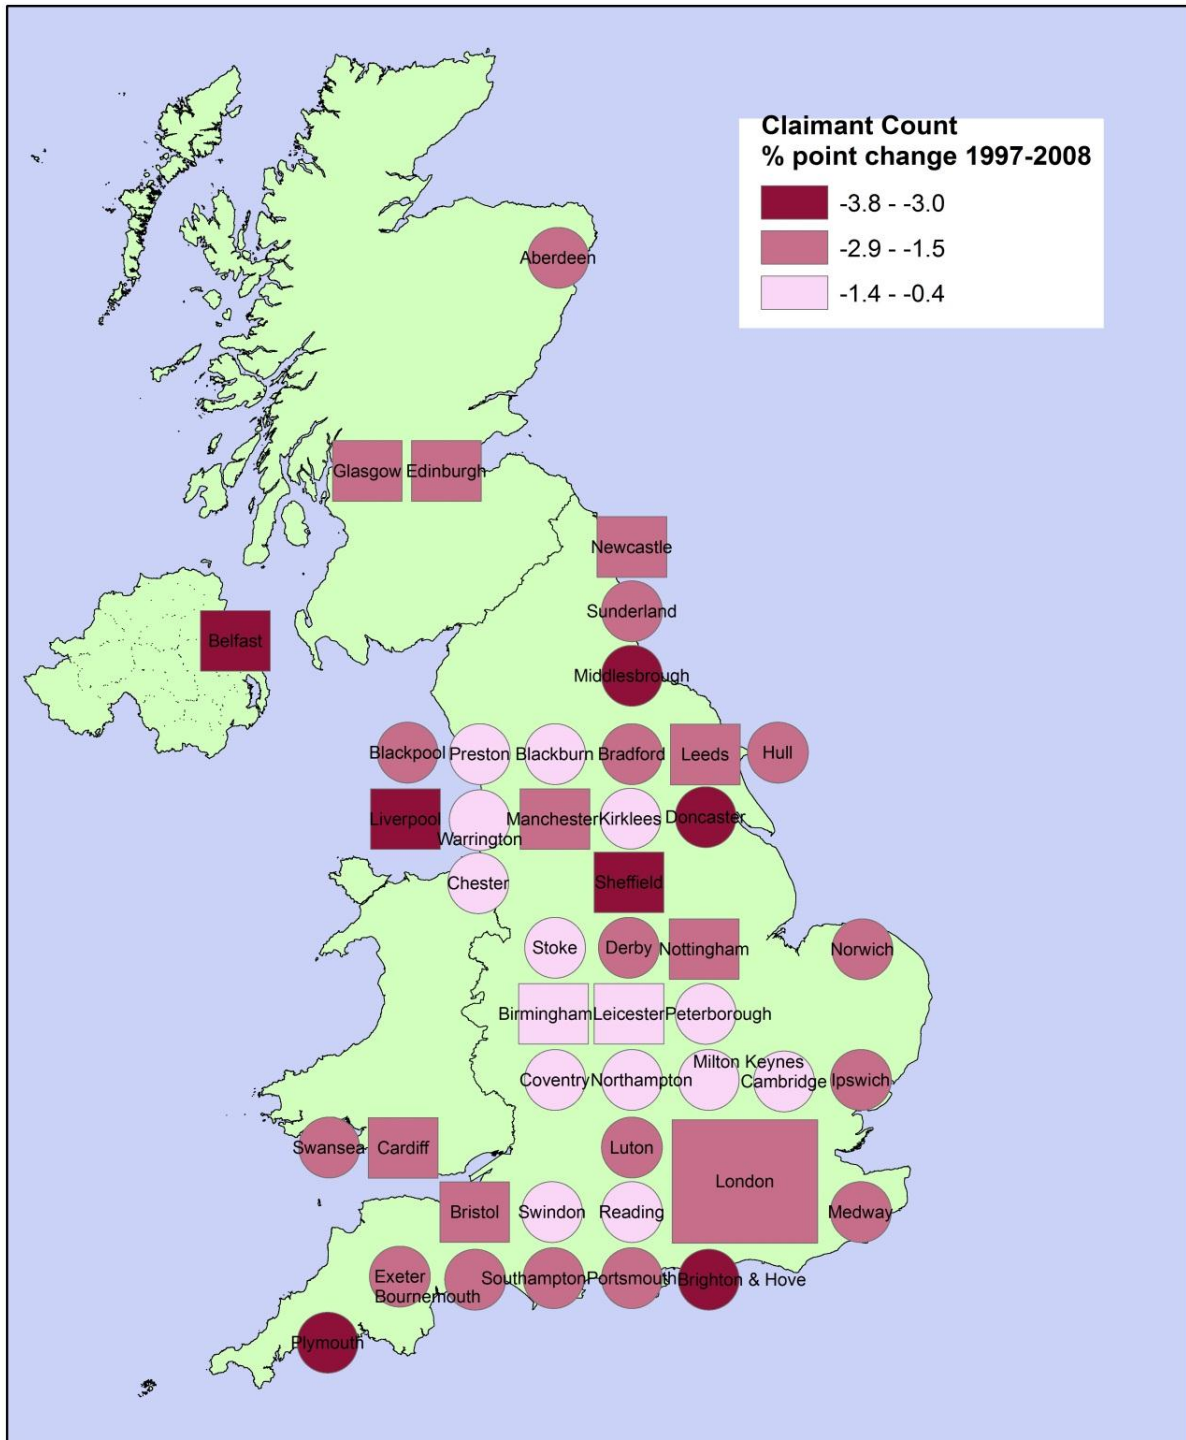 Claimant Count
% point change 1997-2008
-3.8 - -3.0
-2.9 - -1.5
-1.4 - -0.4
Aberdeen
Glasgow
Edinburgh
Newcastle
Sunderland
Belfast
Middlesbrough
Blackpool
Preston
Blackburn
Bradford
Leeds
Hull
Liverpool
Warrington
Manchester
Kirklees
Doncaster
Chester
Sheffield
Stoke
Derby
Nottingham
Norwich
Birmingham
Leicester
Peterborough
Coventry
Northampton
Milton Keynes
Cambridge
Ipswich
Swansea
Cardiff
Luton
London
Bristol
Swindon
Reading
Medway
Exeter
Bournemouth
Southampton
Portsmouth
Brighton & Hove
Plymouth